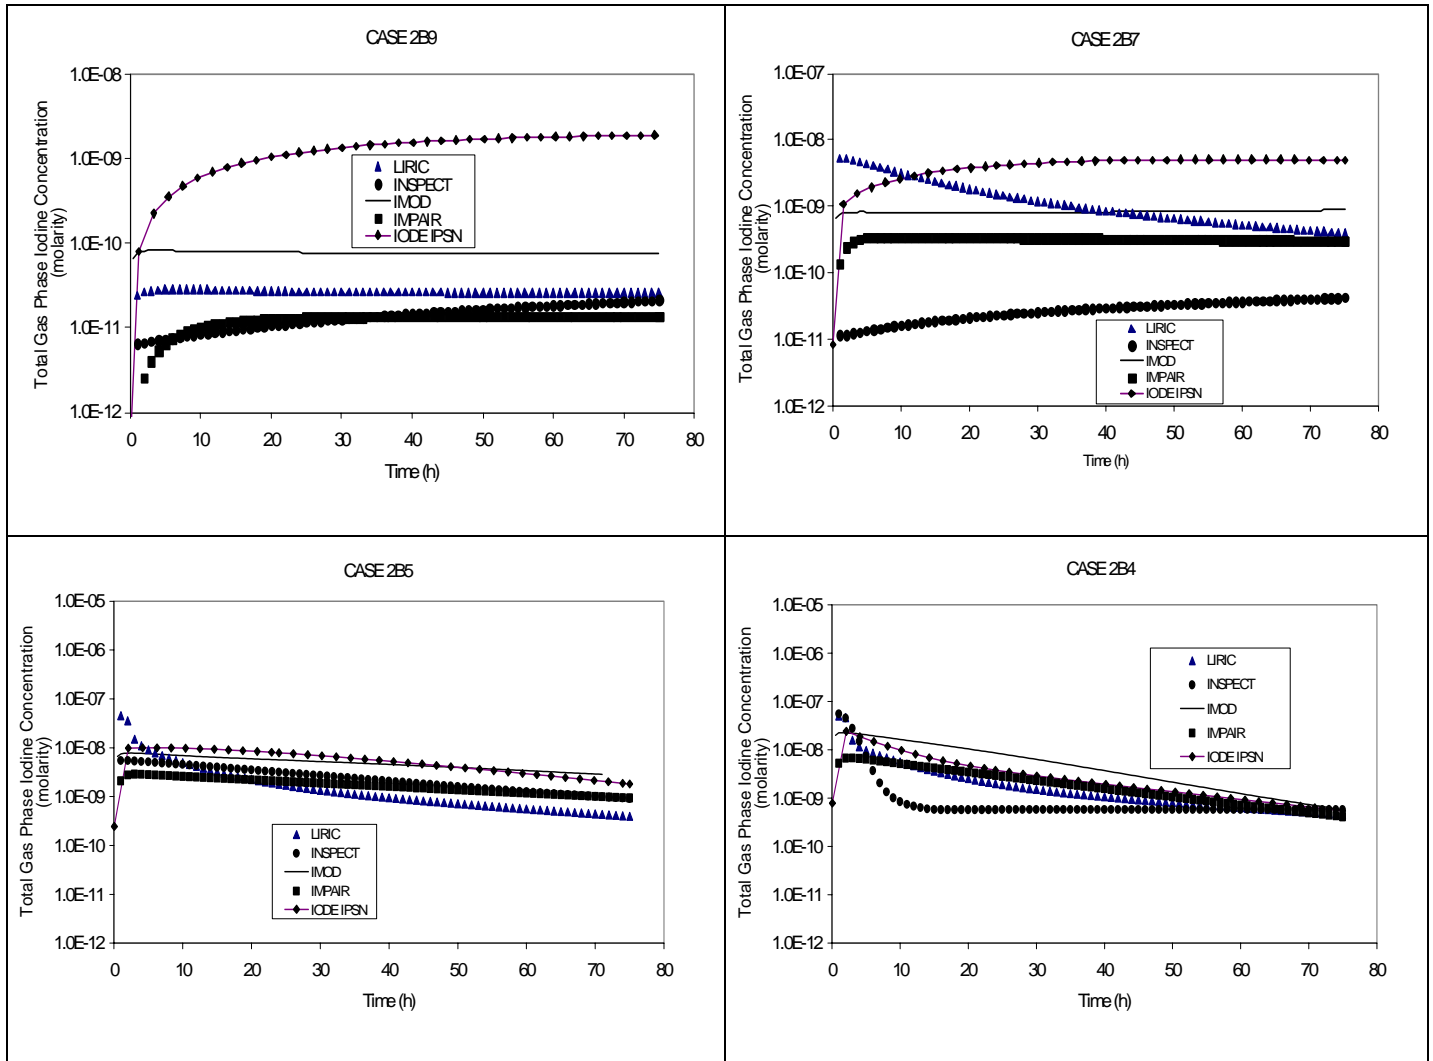 CASE 2B9
Total Gas Phase Iodine Concentration
(molarity)
1.0E-08
1.0E-09
1.0E-10
1.0E-11
1.0E-12
LIRIC
INSPECT
IMOD
IMPAIR
IODE IPSN
0 10 20 30 40 50 60 70 80
Time (h)
CASE 2B7
Total Gas Phase Iodine Concentration
(molarity)
1.0E-07
1.0E-08
1.0E-09
1.0E-10
1.0E-11
1.0E-12
LIRIC
INSPECT
IMOD
IMPAIR
IODE IPSN
0 10 20 30 40 50 60 70 80
Time (h)
CASE 2B5
Total Gas Phase Iodine Concentration
(molarity)
1.0E-05
1.0E-06
1.0E-07
1.0E-08
1.0E-09
1.0E-10
1.0E-11
1.0E-12
LIRIC
INSPECT
IMOD
IMPAIR
IODE IPSN
0 10 20 30 40 50 60 70 80
Time (h)
CASE 2B4
Total Gas Phase Iodine Concentration
(molarity)
1.0E-05
1.0E-06
1.0E-07
1.0E-08
1.0E-09
1.0E-10
1.0E-11
1.0E-12
LIRIC
INSPECT
IMOD
IMPAIR
IODE IPSN
0 10 20 30 40 50 60 70 80
Time (h)